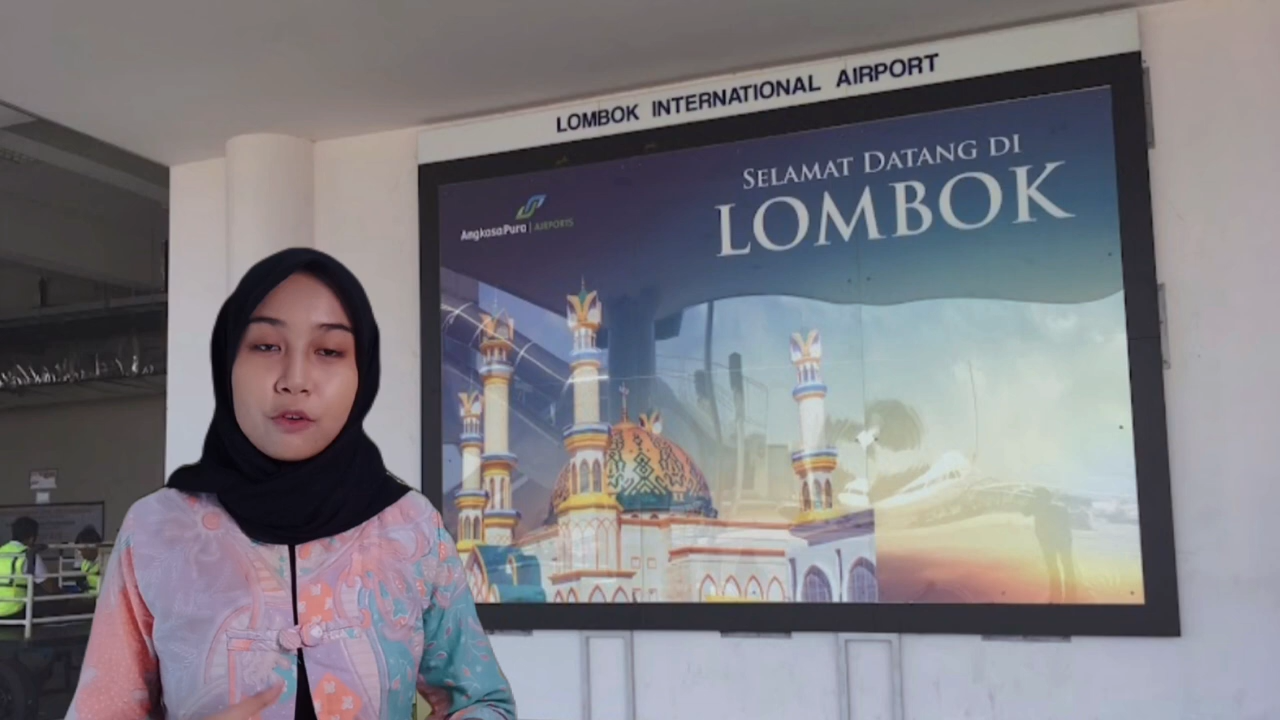 LOMBOK INTERNATIONAL AIRPORT
SELAMAT DATANG DI
LOMBOK
AngkasaPura | AIRPORTS